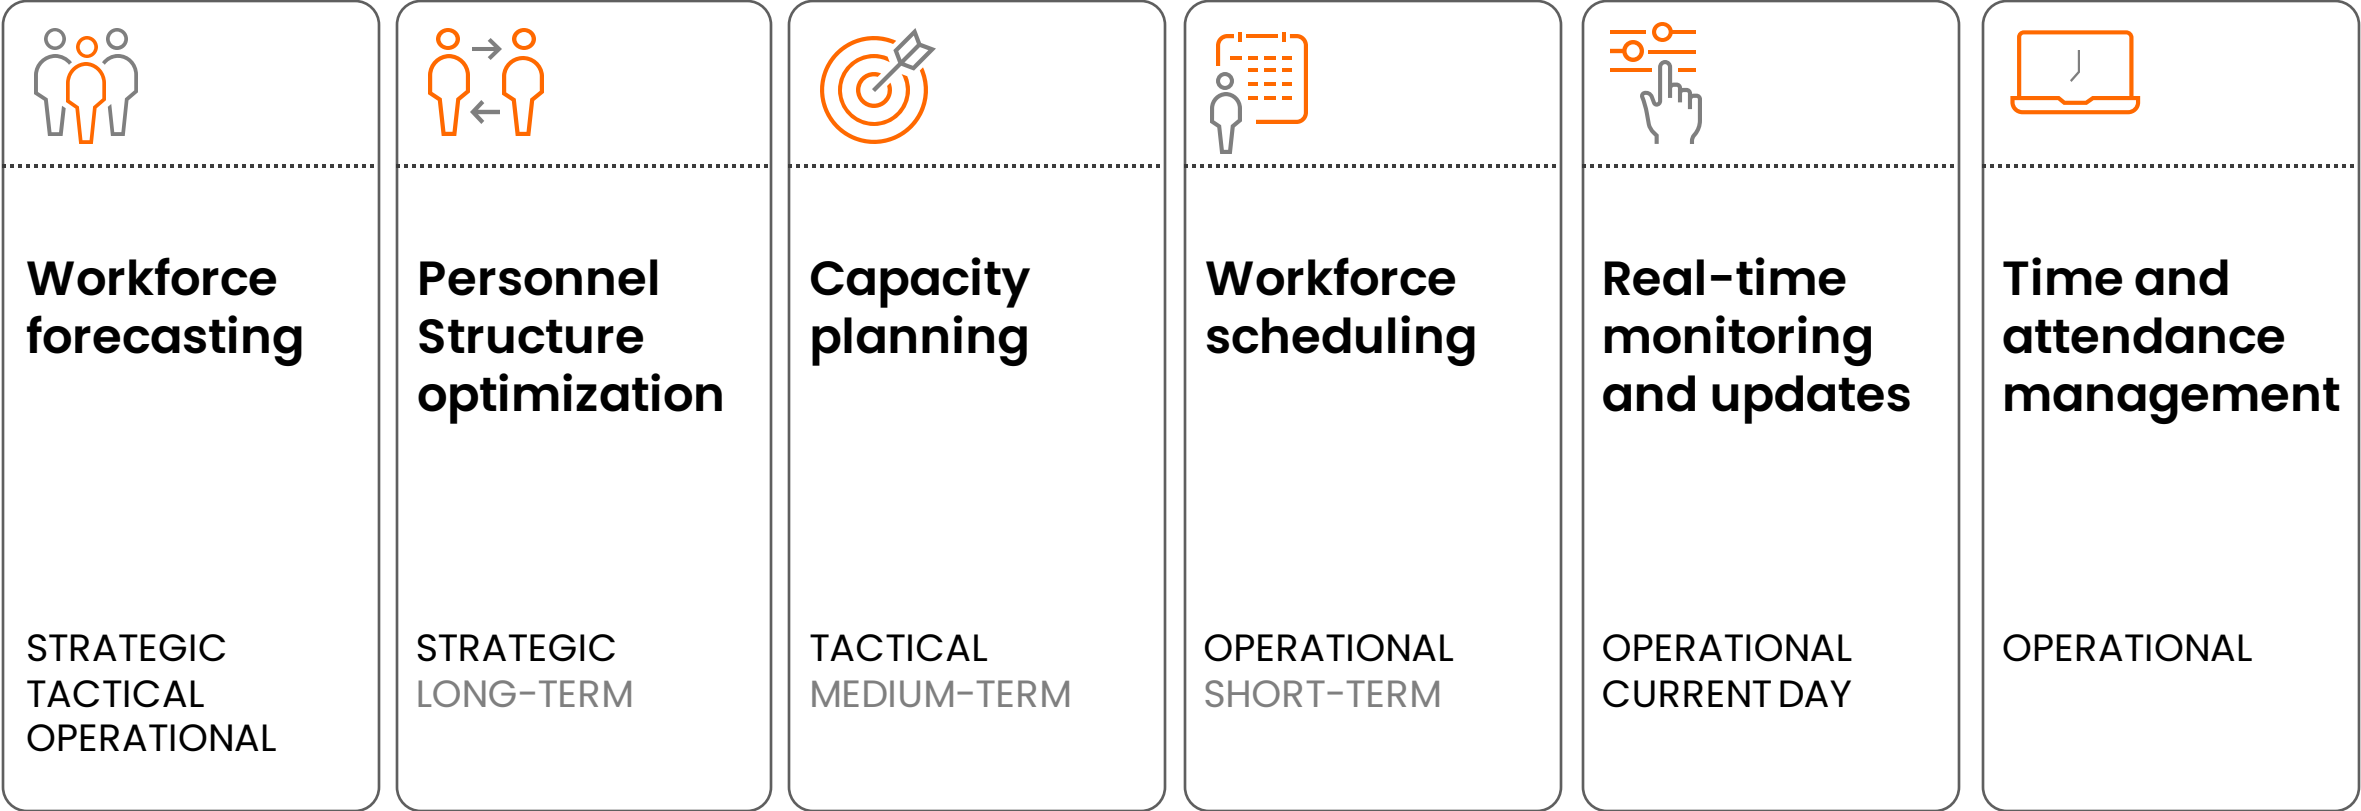 Workforce
forecasting
STRATEGIC
TACTICAL
OPERATIONAL
Personnel
Structure
optimization
STRATEGIC
LONG-TERM
Capacity
planning
TACTICAL
MEDIUM-TERM
Workforce
scheduling
OPERATIONAL
SHORT-TERM
Real-time
monitoring
and updates
OPERATIONAL
CURRENT DAY
Time and
attendance
management
OPERATIONAL